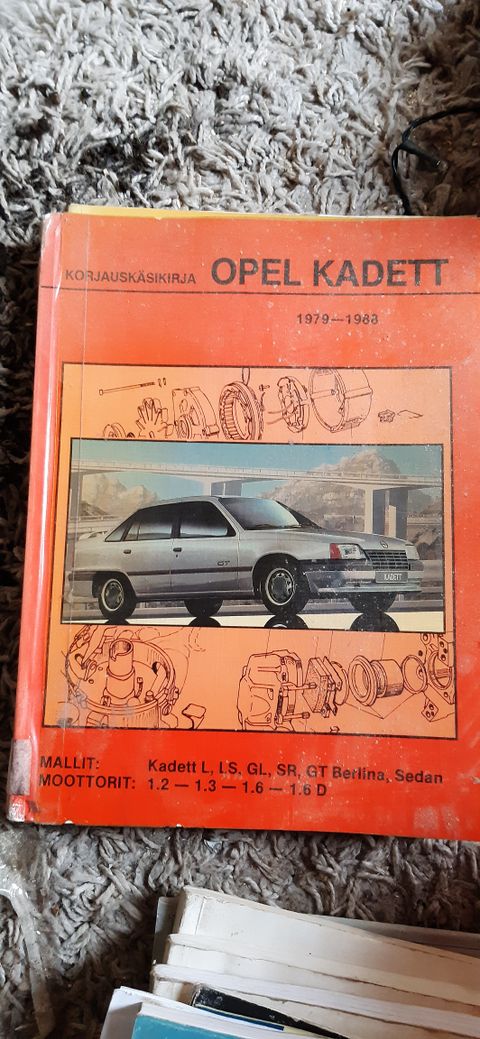 KORJAUSKÄSIKIRJA OPEL KADETT
1979—1988
GT
KADETT
MALLIT: Kadett L, LS, GL, SR, GT Berlina, Sedan
MOOTTORIT: 1.2 — 1.3 — 1.6 — 1.6 D